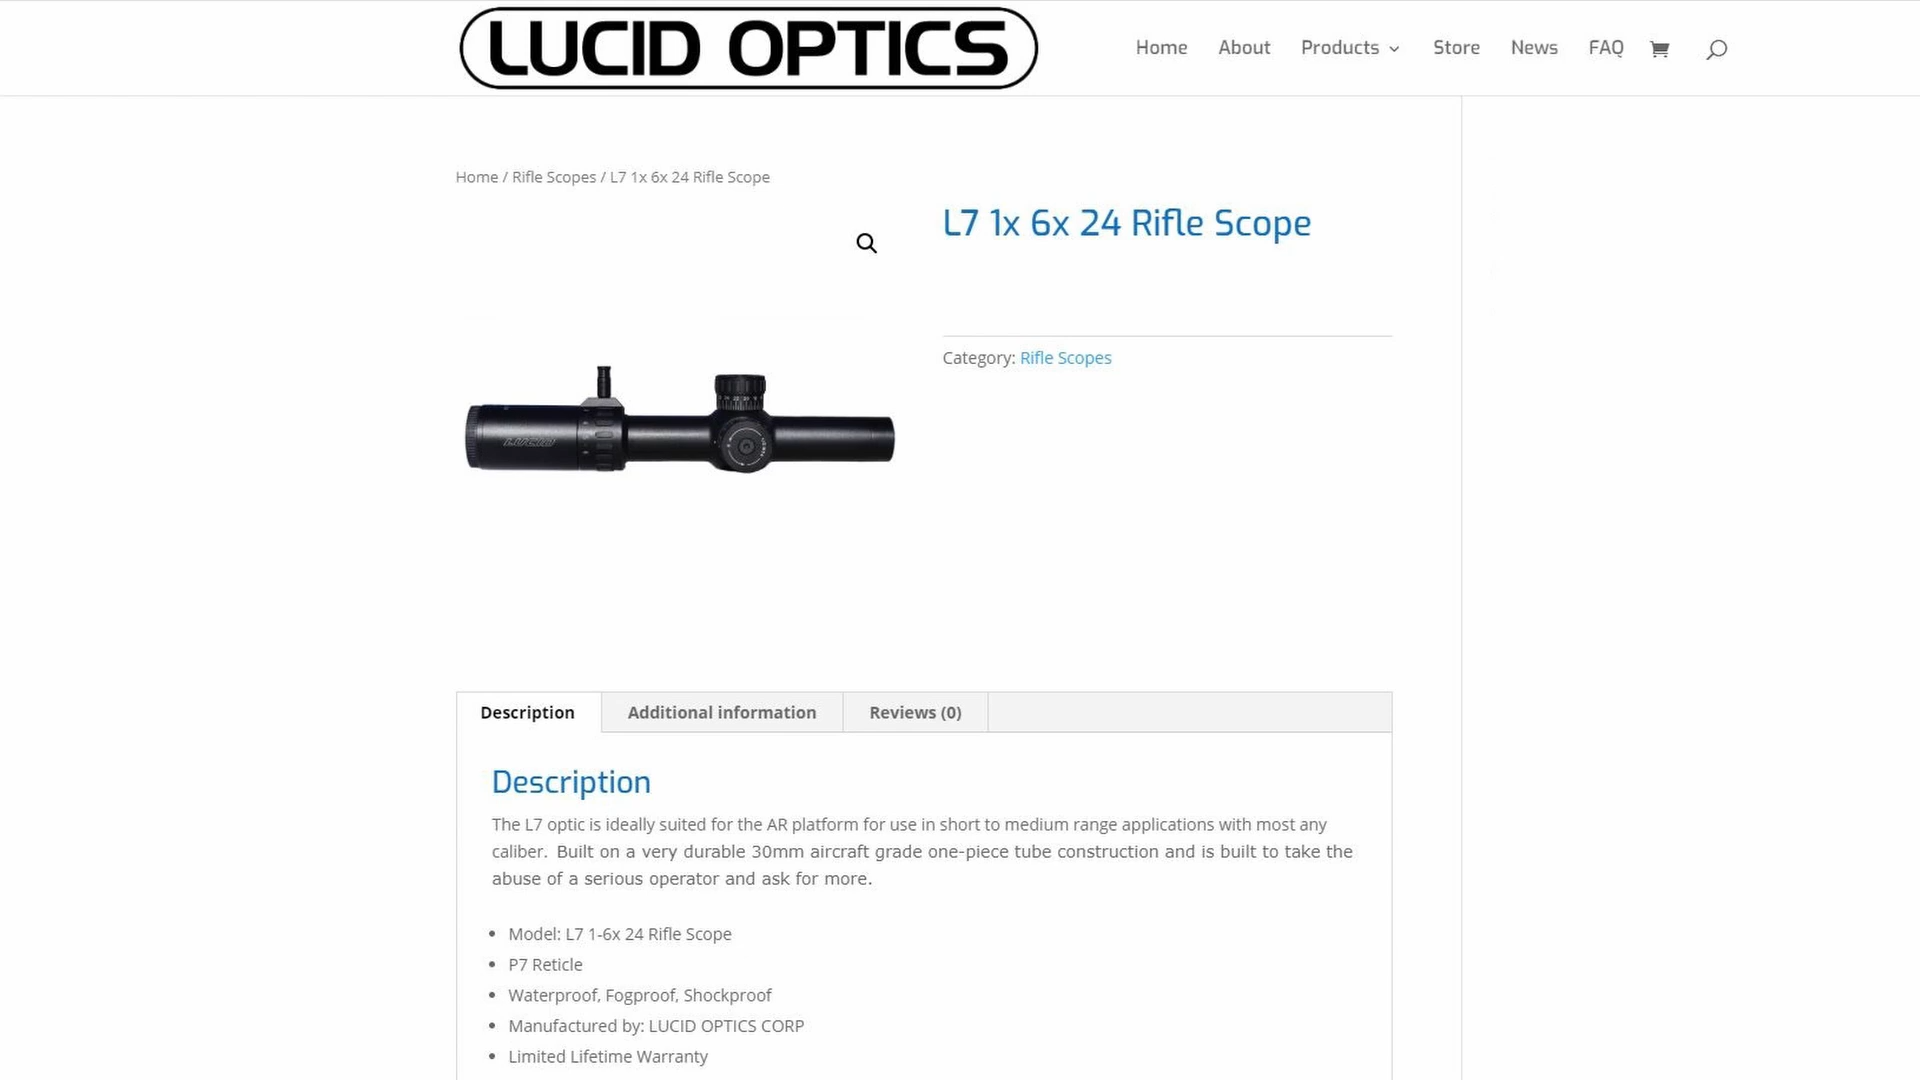 LUCID OPTICS
Home About Products Store News FAQ
Home / Rifle Scopes / L7 1x 6x 24 Rifle Scope
L7 1x 6x 24 Rifle Scope
Category: Rifle Scopes
LUCID
Description Additional information Reviews (0)
Description
The L7 optic is ideally suited for the AR platform for use in short to medium range applications with most any
caliber. Built on a very durable 30mm aircraft grade one-piece tube construction and is built to take the
abuse of a serious operator and ask for more.
Model: L7 1-6x 24 Rifle Scope
P7 Reticle
Waterproof, Fogproof, Shockproof
Manufactured by: LUCID OPTICS CORP
Limited Lifetime Warranty